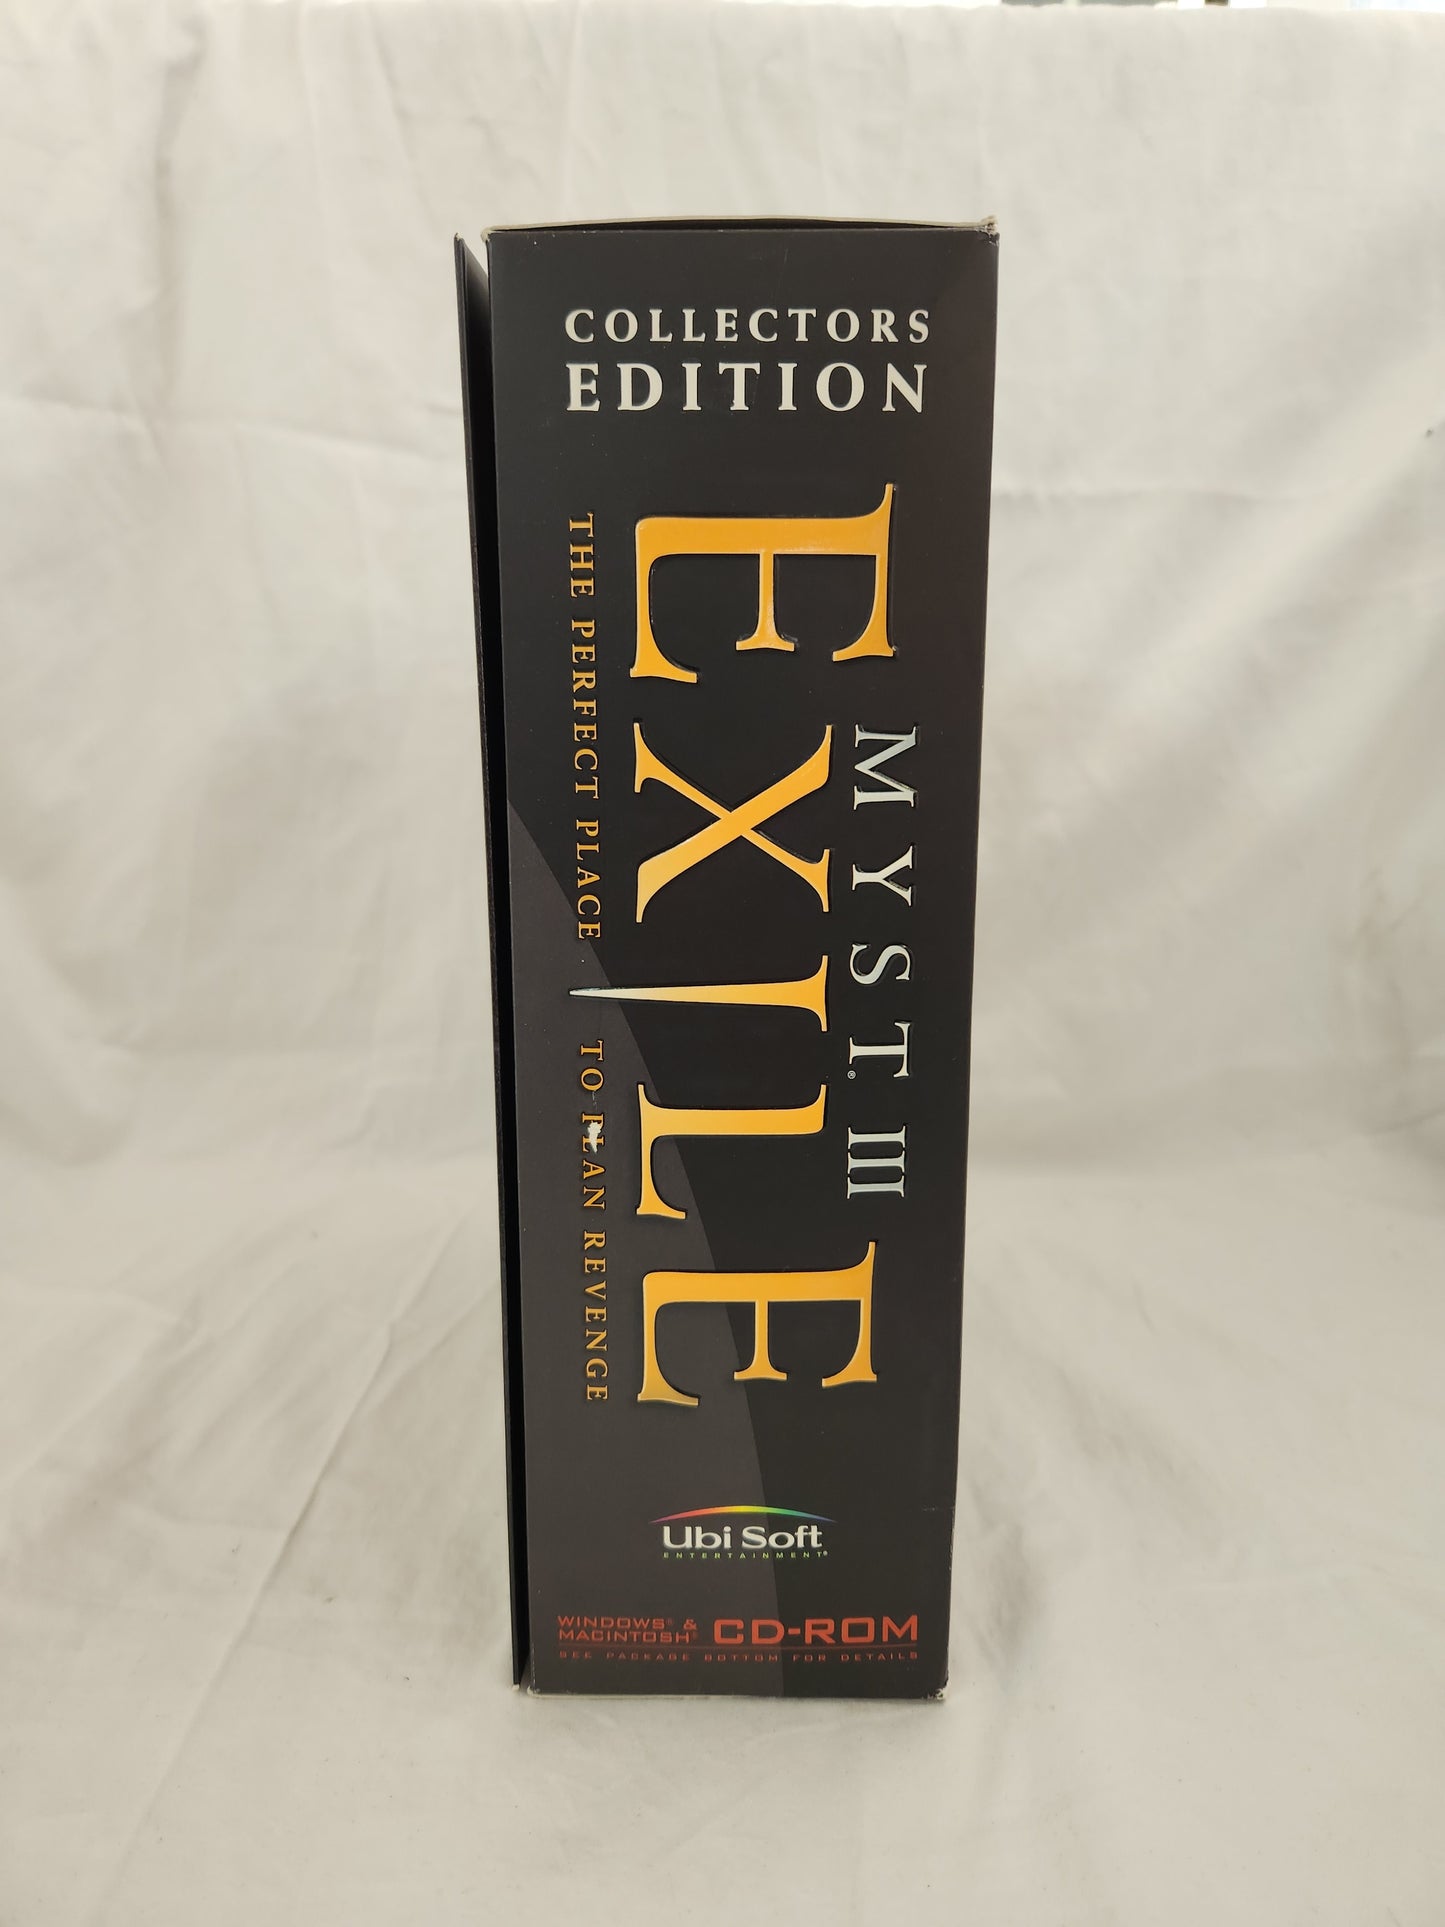 COLLECTORS
EDITION
MYST® III
EXILE
THE PERFECT PLACE TO PLAN REVENGE
Ubi Soft
ENTERTAINMENT®
WINDOWS® &
MACINTOSH® CD-ROM
SEE PACKAGE BOTTOM FOR DETAILS